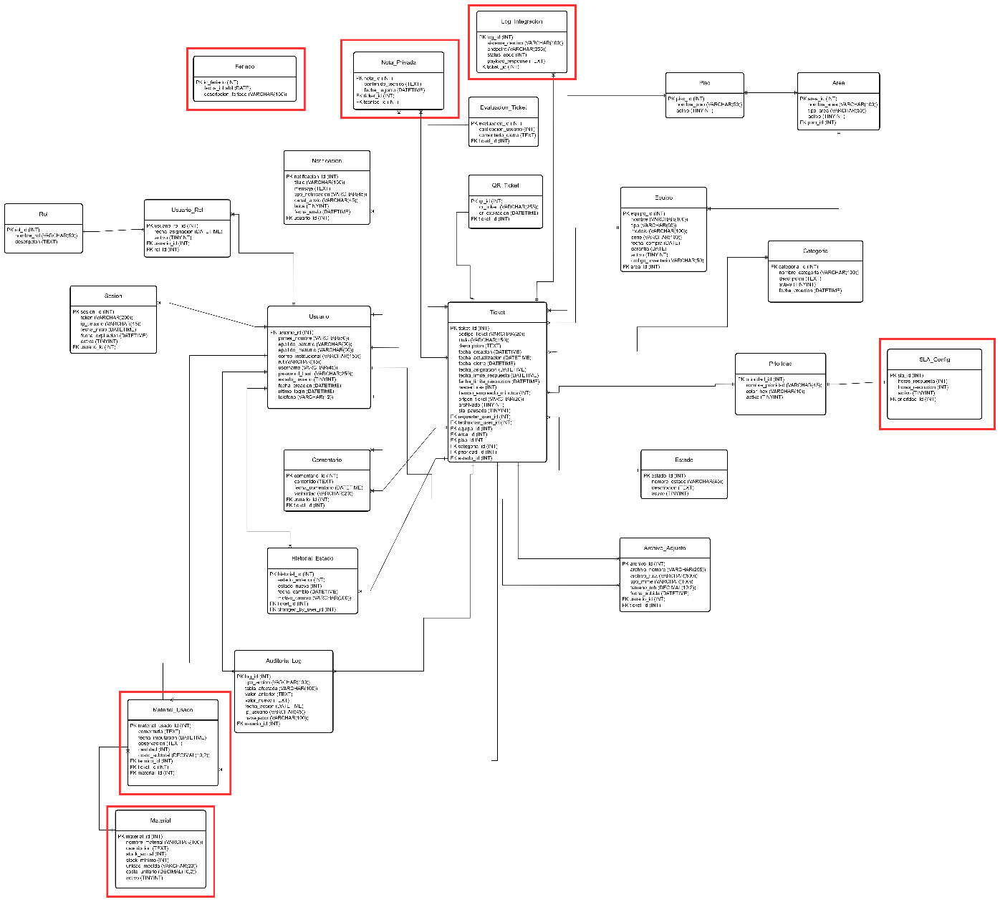 Log_Integracion
PK log_id (INT)
sistema_destino (VARCHAR(100))
endpoint (VARCHAR(255))
status_code (INT)
payload_response (TEXT)
FK ticket_id (INT)
Feriado
PK id_feriado (INT)
fecha_inhabil (DATE)
descripcion_feriado (VARCHAR(150))
Nota_Privada
PK nota_id (INT)
contenido_tecnico (TEXT)
fecha_registro (DATETIME)
FK ticket_id (INT)
FK tecnico_id (INT)
Evaluacion_Ticket
PK evaluacion_id (INT)
calificacion_usuario (INT)
comentario_cierre (TEXT)
FK ticket_id (INT)
Piso
PK piso_id (INT)
nombre_piso (VARCHAR(50))
activo (TINYINT)
Area
PK area_id (INT)
nombre_area (VARCHAR(100))
tipo_area (VARCHAR(50))
activo (TINYINT)
FK piso_id (INT)
Notificacion
PK notificacion_id (INT)
titulo (VARCHAR(150))
mensaje (TEXT)
tipo_notificacion (VARCHAR(45))
canal_envio (VARCHAR(45))
leida (TINYINT)
fecha_envio (DATETIME)
FK usuario_id (INT)
QR_Ticket
PK qr_id (INT)
qr_token (VARCHAR(255))
qr_expiracion (DATETIME)
FK ticket_id (INT)
Equipo
PK equipo_id (INT)
nombre (VARCHAR(100))
tipo (VARCHAR(50))
modelo (VARCHAR(100))
serie (VARCHAR(100))
fecha_compra (DATE)
garantia (DATE)
activo (TINYINT)
codigo_inventario VARCHAR(50)
FK area_id (INT)
Rol
PK rol_id (INT)
nombre_rol (VARCHAR(50))
descripcion (TEXT)
Usuario_Rol
PK usuario_rol_id (INT)
fecha_asignacion (DATETIME)
activo (TINYINT)
FK usuario_id (INT)
FK rol_id (INT)
Categoria
PK categoria_id (INT)
nombre_categoria (VARCHAR(100))
descripcion (TEXT)
activa (TINYINT)
fecha_creacion (DATETIME)
Sesion
PK sesion_id (INT)
token (VARCHAR(200))
ip_usuario (VARCHAR(45))
fecha_inicio (DATETIME)
fecha_expiracion (DATETIME)
activa (TINYINT)
FK usuario_id (INT)
Usuario
PK usuario_id (INT)
primer_nombre (VARCHAR(50))
apellido_paterno (VARCHAR(50))
apellido_materno (VARCHAR(50))
correo_institucional (VARCHAR(150))
rut (VARCHAR(15))
username (VARCHAR(45))
password_hash (VARCHAR(250))
estado_usuario (TINYINT)
fecha_creacion (DATETIME)
ultimo_login (DATETIME)
telefono (VARCHAR(12))
Ticket
PK ticket_id (INT)
codigo_ticket (VARCHAR(20))
titulo (VARCHAR(150))
descripcion (TEXT)
fecha_creacion (DATETIME)
fecha_actualizacion (DATETIME)
fecha_cierre (DATETIME)
fecha_asignacion (DATETIME)
fecha_limite_respuesta (DATETIME)
fecha_limite_resolucion (DATETIME)
reaperturas (INT)
tiempo_empleado_minutos (INT)
origen_ticket (VARCHAR(20))
archivado (TINYINT)
sla_pausado (TINYINT)
FK requester_user_id (INT)
FK technician_user_id (INT)
FK equipo_id (INT)
FK area_id (INT)
FK piso_id INT)
FK categoria_id (INT)
FK prioridad_id (INT)
FK estado_id (INT)
Prioridad
PK prioridad_id (INT)
nombre_prioridad (VARCHAR(45))
color_hex (VARCHAR(10))
activa (TINYINT)
SLA_Config
PK sla_id (INT)
horas_respuesta (INT)
horas_resolucion (INT)
activo (TINYINT)
FK prioridad_id (INT)
Comentario
PK comentario_id (INT)
contenido (TEXT)
fecha_comentario (DATETIME)
visibilidad (VARCHAR(20))
FK usuario_id (INT)
FK ticket_id (INT)
Estado
PK estado_id (INT)
nombre_estado (VARCHAR(45))
descripcion (TEXT)
activo (TINYINT)
Historial_Estado
PK historial_id (INT)
estado_anterior (INT)
estado_nuevo (INT)
fecha_cambio (DATETIME)
motivo_cambio (VARCHAR(200))
FK ticket_id (INT)
FK changed_by_user_id (INT)
Archivo_Adjunto
PK archivo_id (INT)
archivo_nombre (VARCHAR(255))
archivo_ruta (VARCHAR(500))
tipo_mime (VARCHAR(100))
tamano_mb (DECIMAL(10,2))
fecha_subida (DATETIME)
FK usuario_id (INT)
FK ticket_id (INT)
Auditoria_Log
PK log_id (INT)
tipo_accion (VARCHAR(100))
tabla_afectada (VARCHAR(100))
valor_anterior (TEXT)
valor_nuevo (TEXT)
fecha_accion (DATETIME)
ip_usuario (VARCHAR(45))
navegador (VARCHAR(100))
FK usuario_id (INT)
Material_Usado
PK material_usado_id (INT)
comentario (TEXT)
fecha_imputacion (DATETIME)
observacion (TEXT)
cantidad (INT)
costo_subtotal (DECIMAL(10,2))
FK tecnico_id (INT)
FK ticket_id (INT)
FK material_id (INT)
Material
PK material_id (INT)
nombre_material (VARCHAR(100))
descripcion (TEXT)
stock_actual (INT)
stock_minimo (INT)
unidad_medida (VARCHAR(20))
costo_unitario (DECIMAL(10,2))
activo (TINYINT)